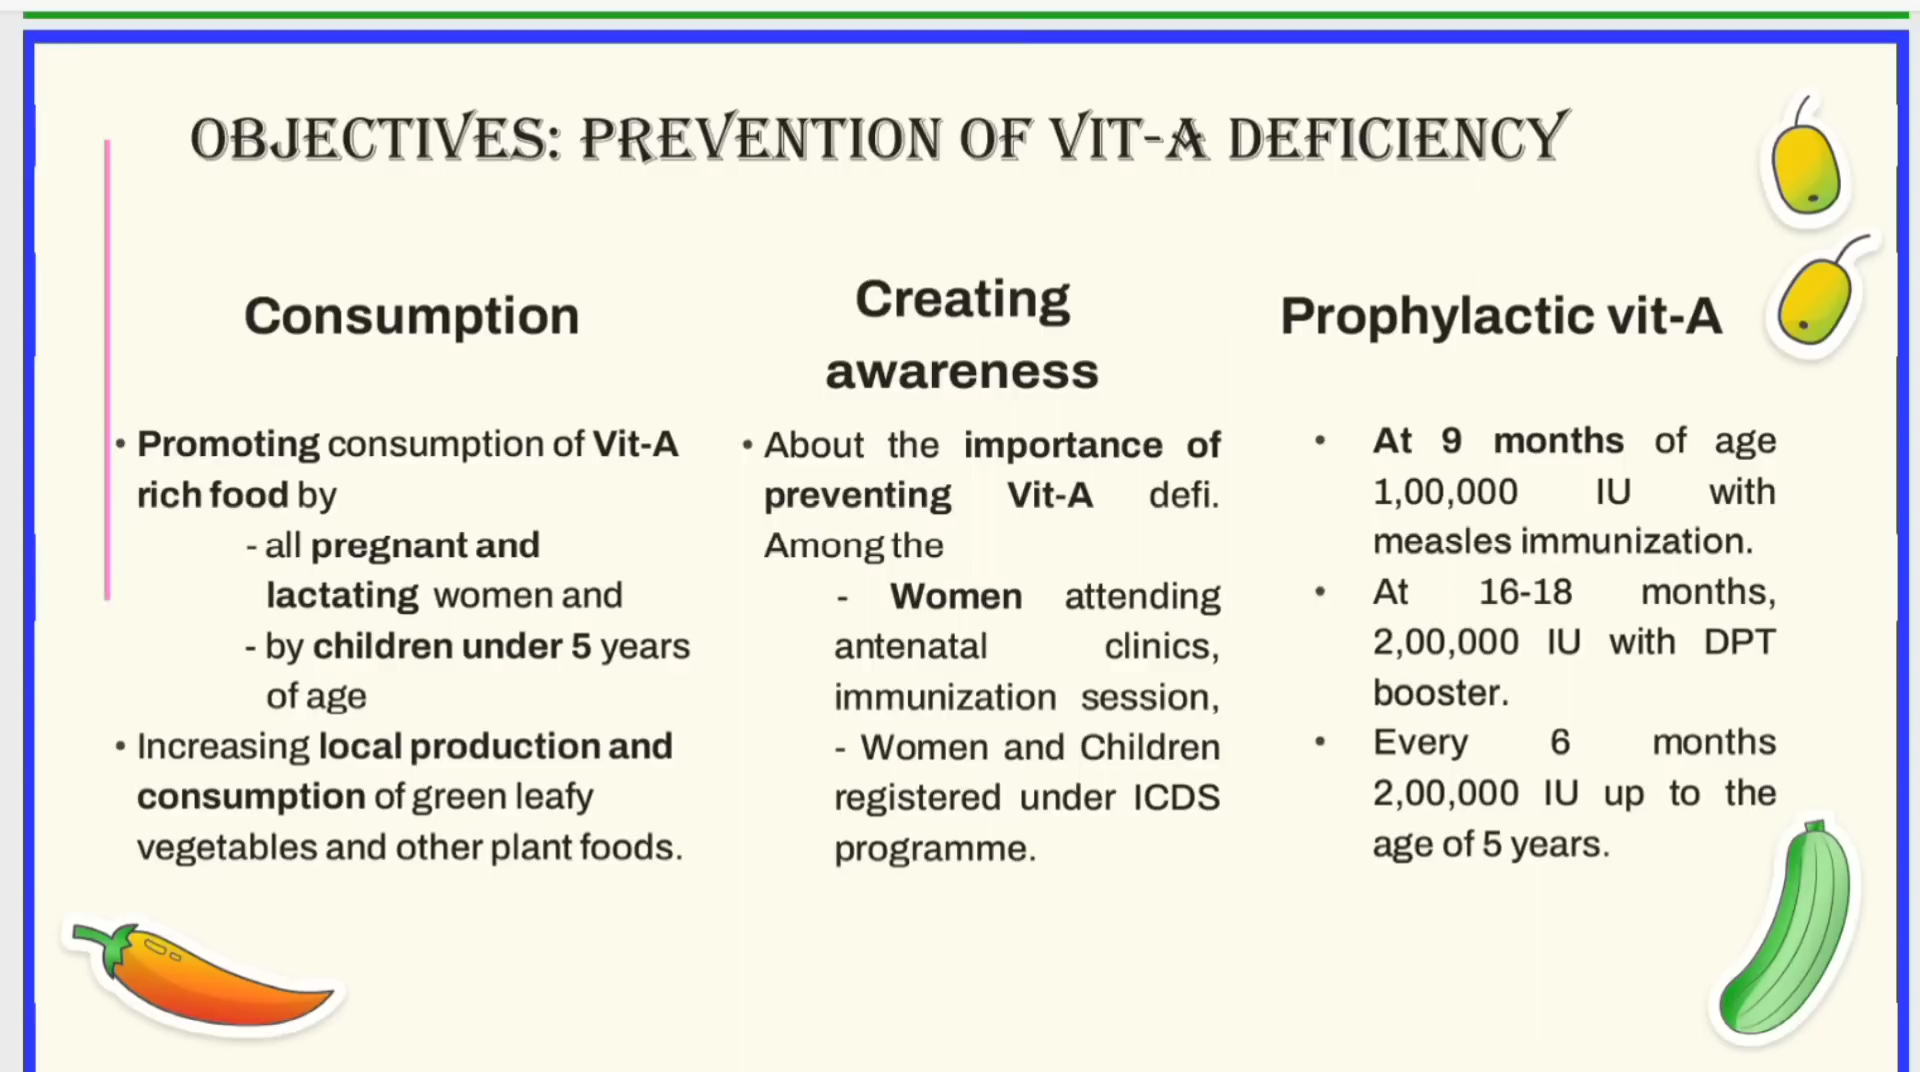 OBJECTIVES: PREVENTION OF VIT-A DEFICIENCY
Consumption
• Promoting consumption of Vit-A
rich food by
- all pregnant and
lactating women and
- by children under 5 years
of age
• Increasing local production and
consumption of green leafy
vegetables and other plant foods.
Creating
awareness
• About the importance of
preventing Vit-A defi.
Among the
- Women attending
antenatal clinics,
immunization session,
- Women and Children
registered under ICDS
programme.
Prophylactic vit-A
• At 9 months of age
1,00,000 IU with
measles immunization.
• At 16-18 months,
2,00,000 IU with DPT
booster.
• Every 6 months
2,00,000 IU up to the
age of 5 years.